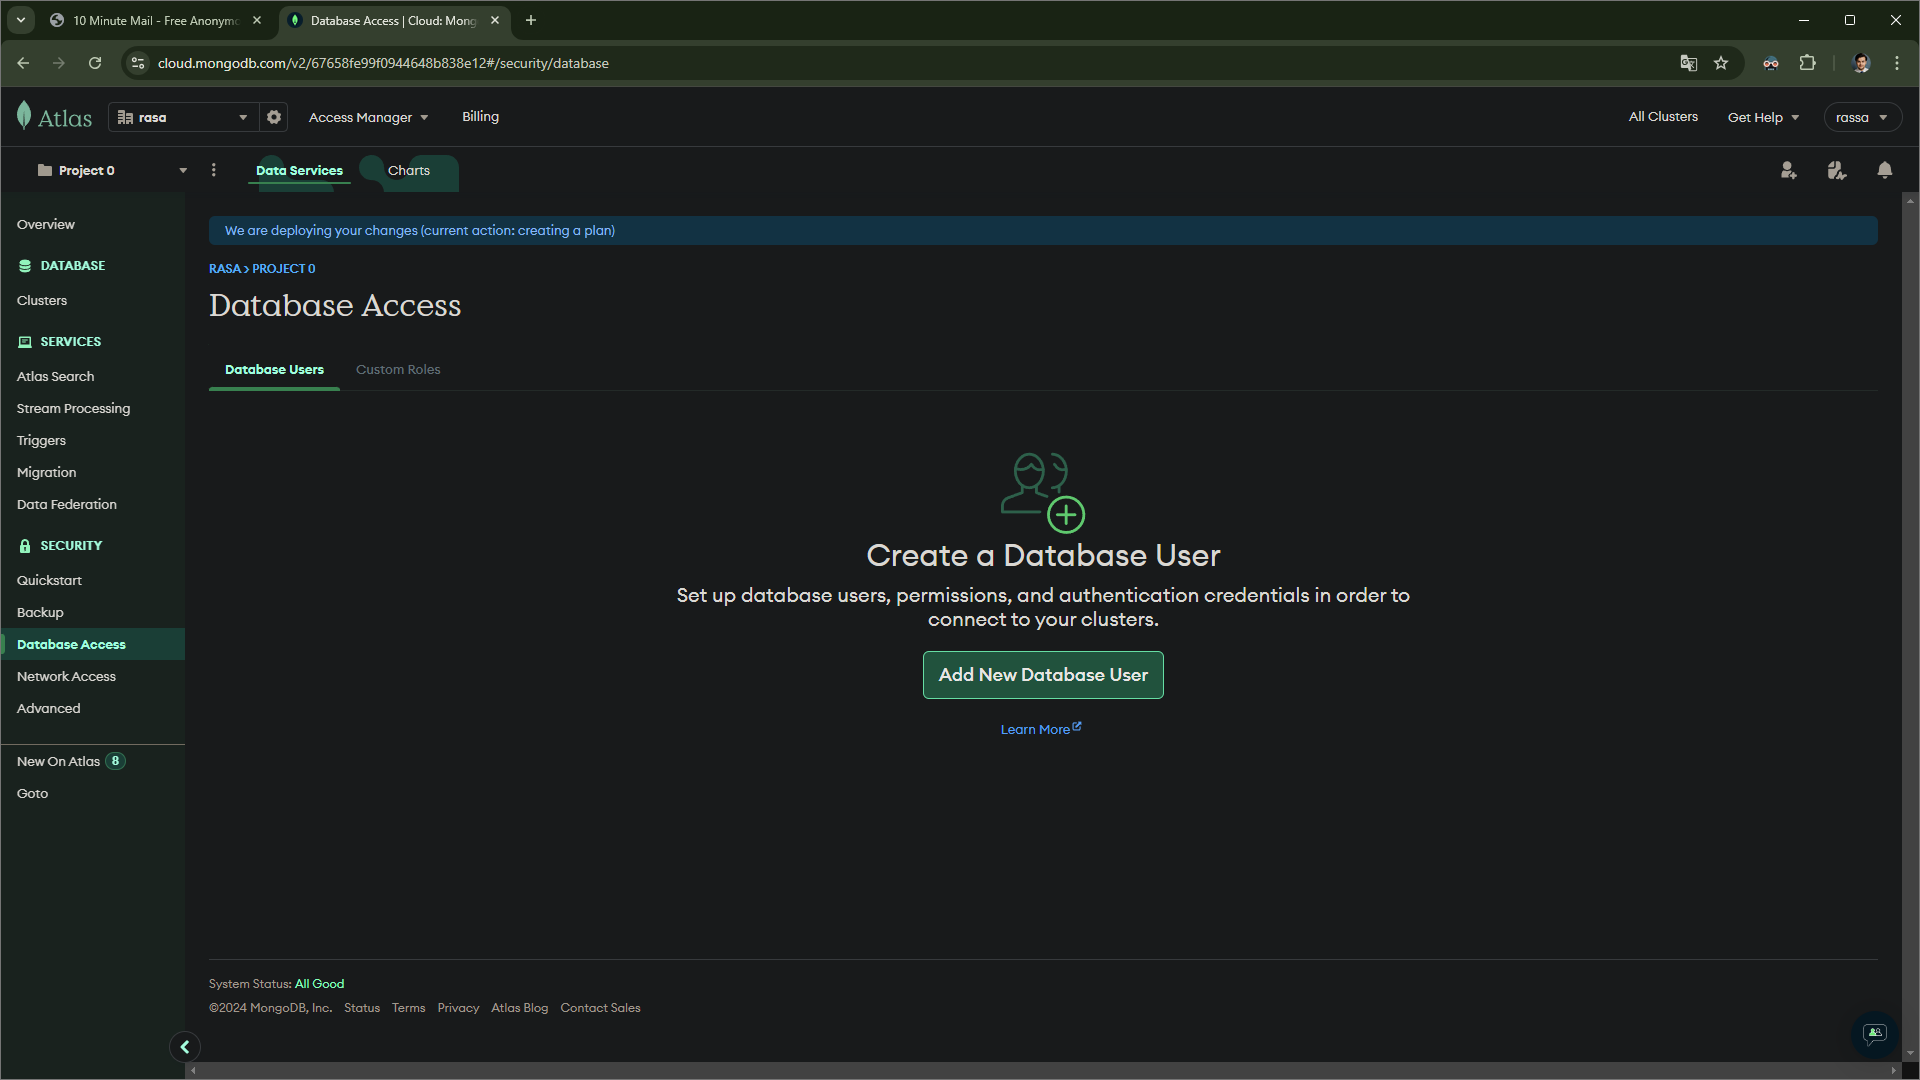 10 Minute Mail - Free Anonym
Database Access | Cloud: Mong
cloud.mongodb.com/v2/67658fe99f0944648b838e12#/security/database
Atlas
rasa
Access Manager
Billing
All Clusters
Get Help
rassa
Project 0
Data Services
Charts
Overview
DATABASE
Clusters
SERVICES
Atlas Search
Stream Processing
Triggers
Migration
Data Federation
SECURITY
Quickstart
Backup
Database Access
Network Access
Advanced
New On Atlas 8
Goto
We are deploying your changes (current action: creating a plan)
RASA > PROJECT 0
Database Access
Database Users
Custom Roles
Create a Database User
Set up database users, permissions, and authentication credentials in order to
connect to your clusters.
Add New Database User
Learn More
System Status: All Good
©2024 MongoDB, Inc. Status Terms Privacy Atlas Blog Contact Sales